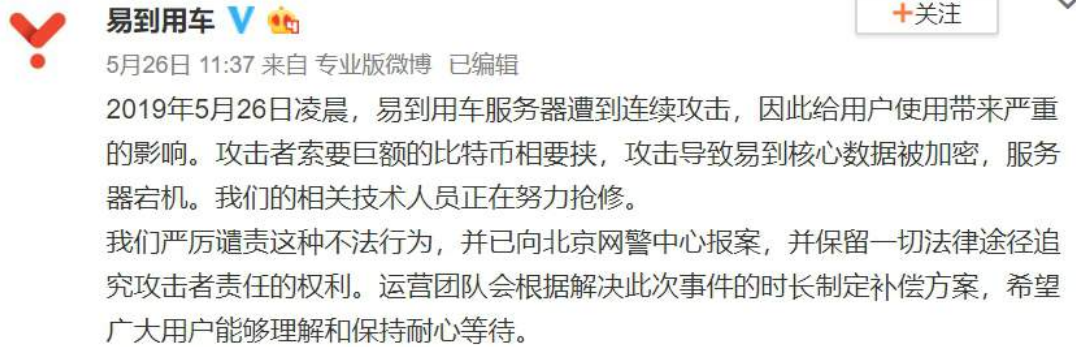 易到用车
+关注
5月26日 11:37 来自 专业版微博 已编辑
2019年5月26日凌晨，易到用车服务器遭到连续攻击，因此给用户使用带来严重
的影响。攻击者索要巨额的比特币相要挟，攻击导致易到核心数据被加密，服务
器宕机。我们的相关技术人员正在努力抢修。
我们严厉谴责这种不法行为，并已向北京网警中心报案，并保留一切法律途径追
究攻击者责任的权利。运营团队会根据解决此次事件的时长制定补偿方案，希望
广大用户能够理解和保持耐心等待。